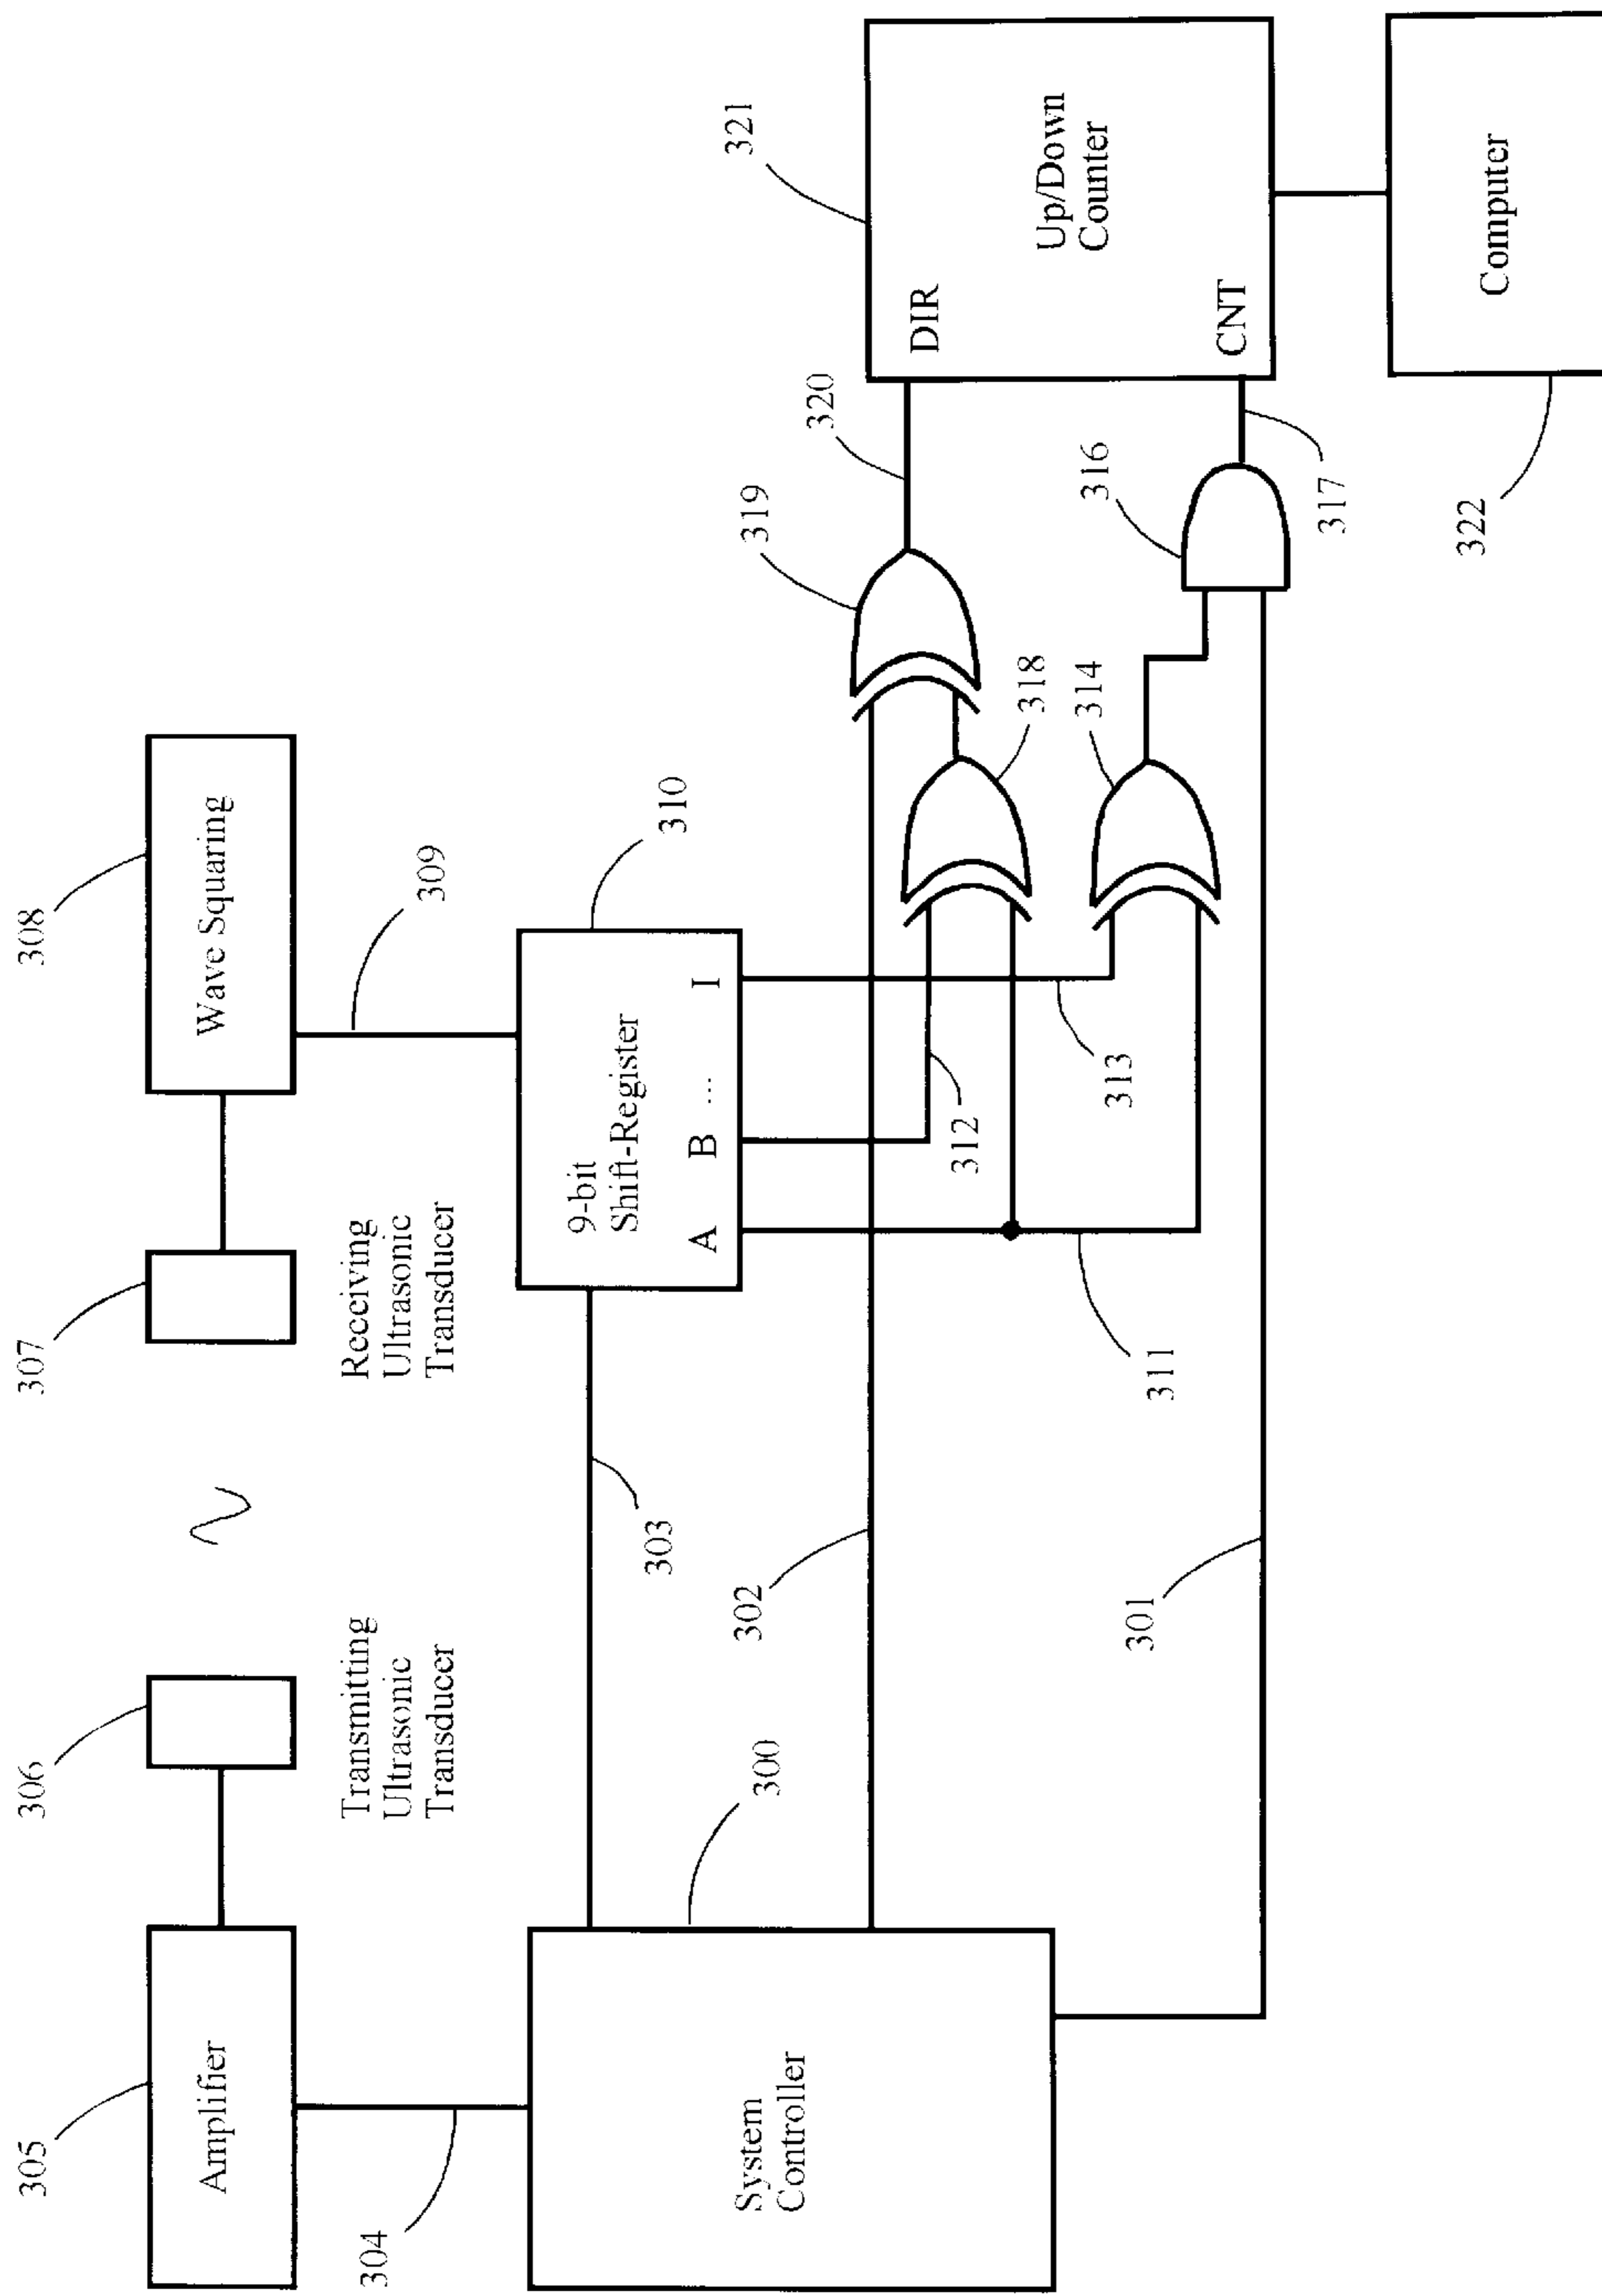 305
306
307
308
Amplifier
Wave Squaring
304
Transmitting
Ultrasonic
Transducer
Receiving
Ultrasonic
Transducer
309
300
303
310
9-bit
Shift-Register
A
B
...
I
System
Controller
302
312
313
311
301
318
314
319
320
321
316
317
DIR
CNT
Up/Down
Counter
322
Computer